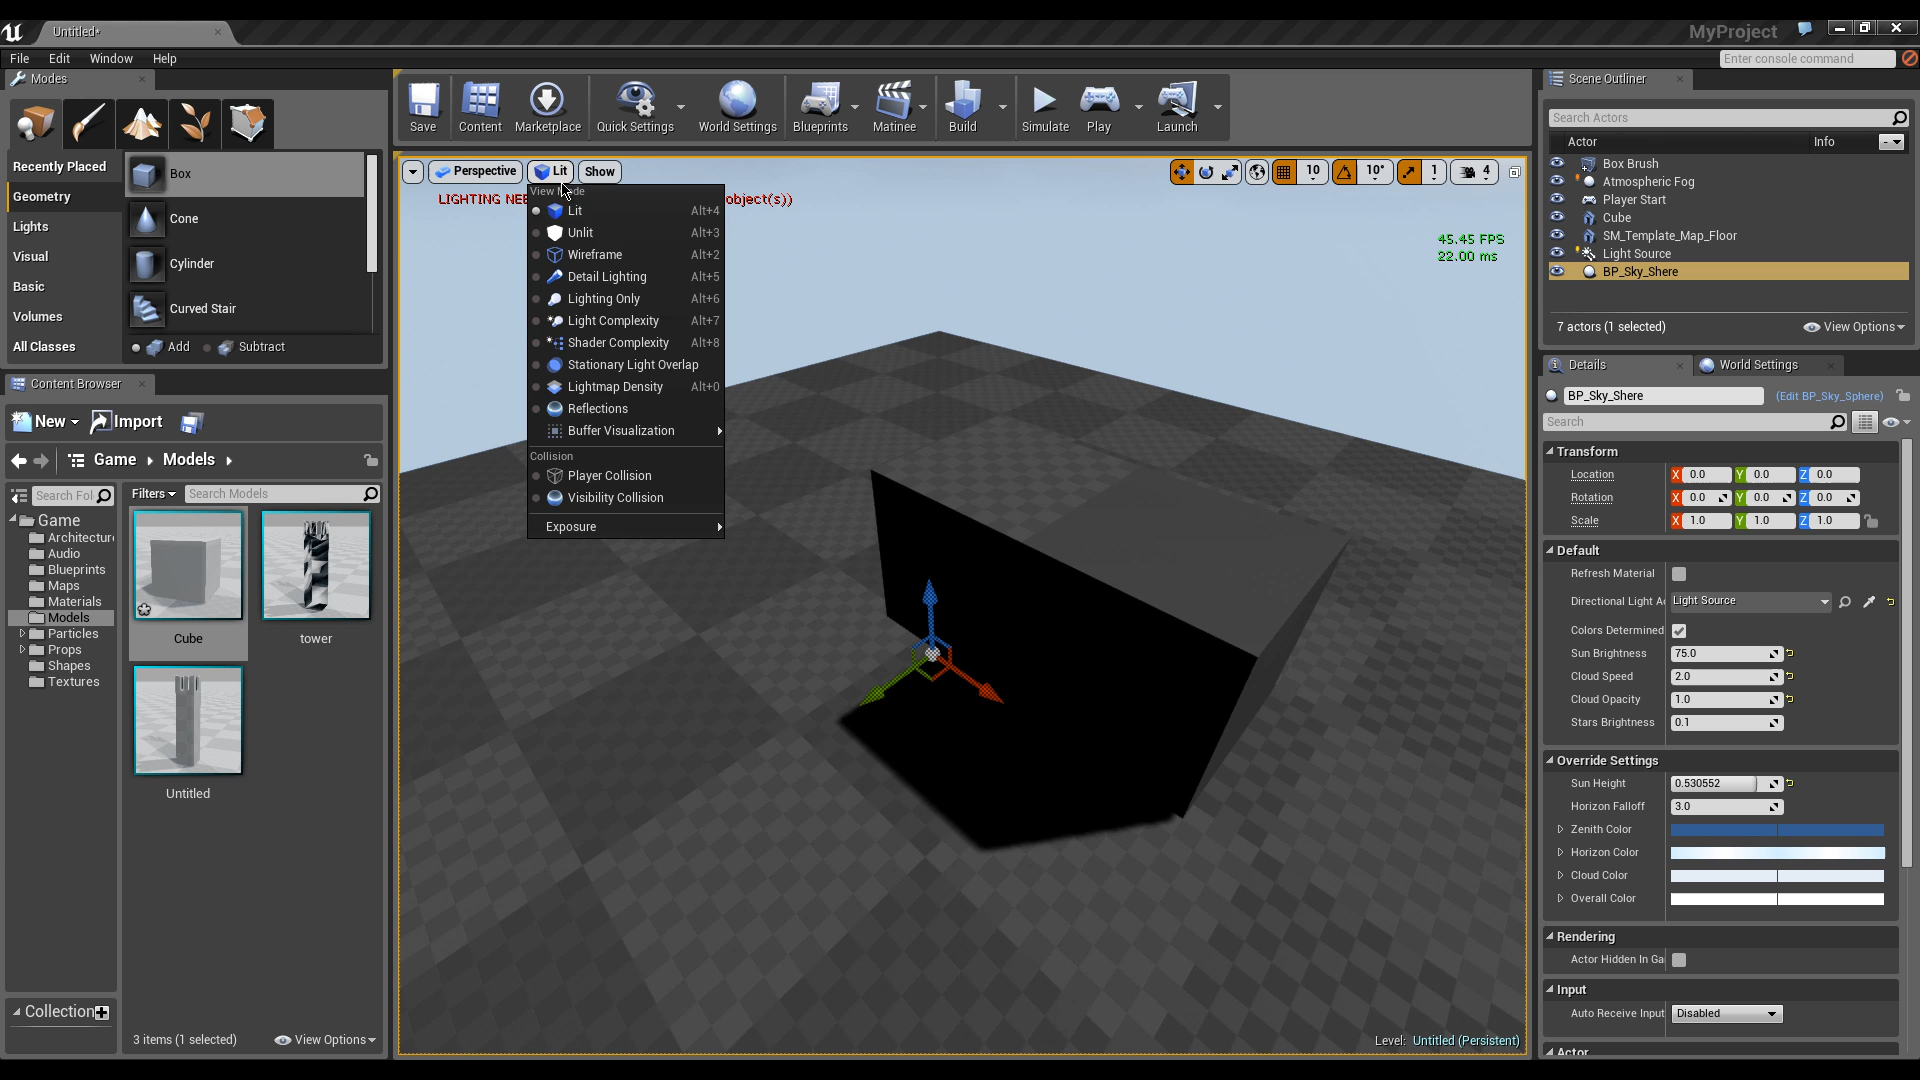 Untitled*
MyProject
File Edit Window Help
Enter console command
Modes
Recently Placed
Geometry
Lights
Visual
Basic
Volumes
All Classes
Box
Cone
Cylinder
Curved Stair
Add Subtract
Content Browser
New Import
Game Models
Search Fol
Filters Search Models
Game
Architectur
Audio
Blueprints
Maps
Materials
Models
Particles
Props
Shapes
Textures
Cube
tower
Untitled
Collection
3 items (1 selected) View Options
Save Content Marketplace Quick Settings World Settings Blueprints Matinee Build Simulate Play Launch
Perspective Lit Show
10 10° 1 4
LIGHTING NEE object(s))
45.45 FPS
22.00 ms
Lit Alt+4
Unlit Alt+3
Wireframe Alt+2
Detail Lighting Alt+5
Lighting Only Alt+6
Light Complexity Alt+7
Shader Complexity Alt+8
Stationary Light Overlap
Lightmap Density Alt+0
Reflections
Buffer Visualization
Collision
Player Collision
Visibility Collision
Exposure
Level: Untitled (Persistent)
Scene Outliner
Search Actors
Actor Info
Box Brush
Atmospheric Fog
Player Start
Cube
SM_Template_Map_Floor
Light Source
BP_Sky_Shere
7 actors (1 selected) View Options
Details World Settings
BP_Sky_Shere (Edit BP_Sky_Sphere)
Search
Transform
Location X 0.0 Y 0.0 Z 0.0
Rotation X 0.0 Y 0.0 Z 0.0
Scale X 1.0 Y 1.0 Z 1.0
Default
Refresh Material
Directional Light Ac Light Source
Colors Determined
Sun Brightness 75.0
Cloud Speed 2.0
Cloud Opacity 1.0
Stars Brightness 0.1
Override Settings
Sun Height 0.530552
Horizon Falloff 3.0
Zenith Color
Horizon Color
Cloud Color
Overall Color
Rendering
Actor Hidden In Ga
Input
Auto Receive Input Disabled
Actor